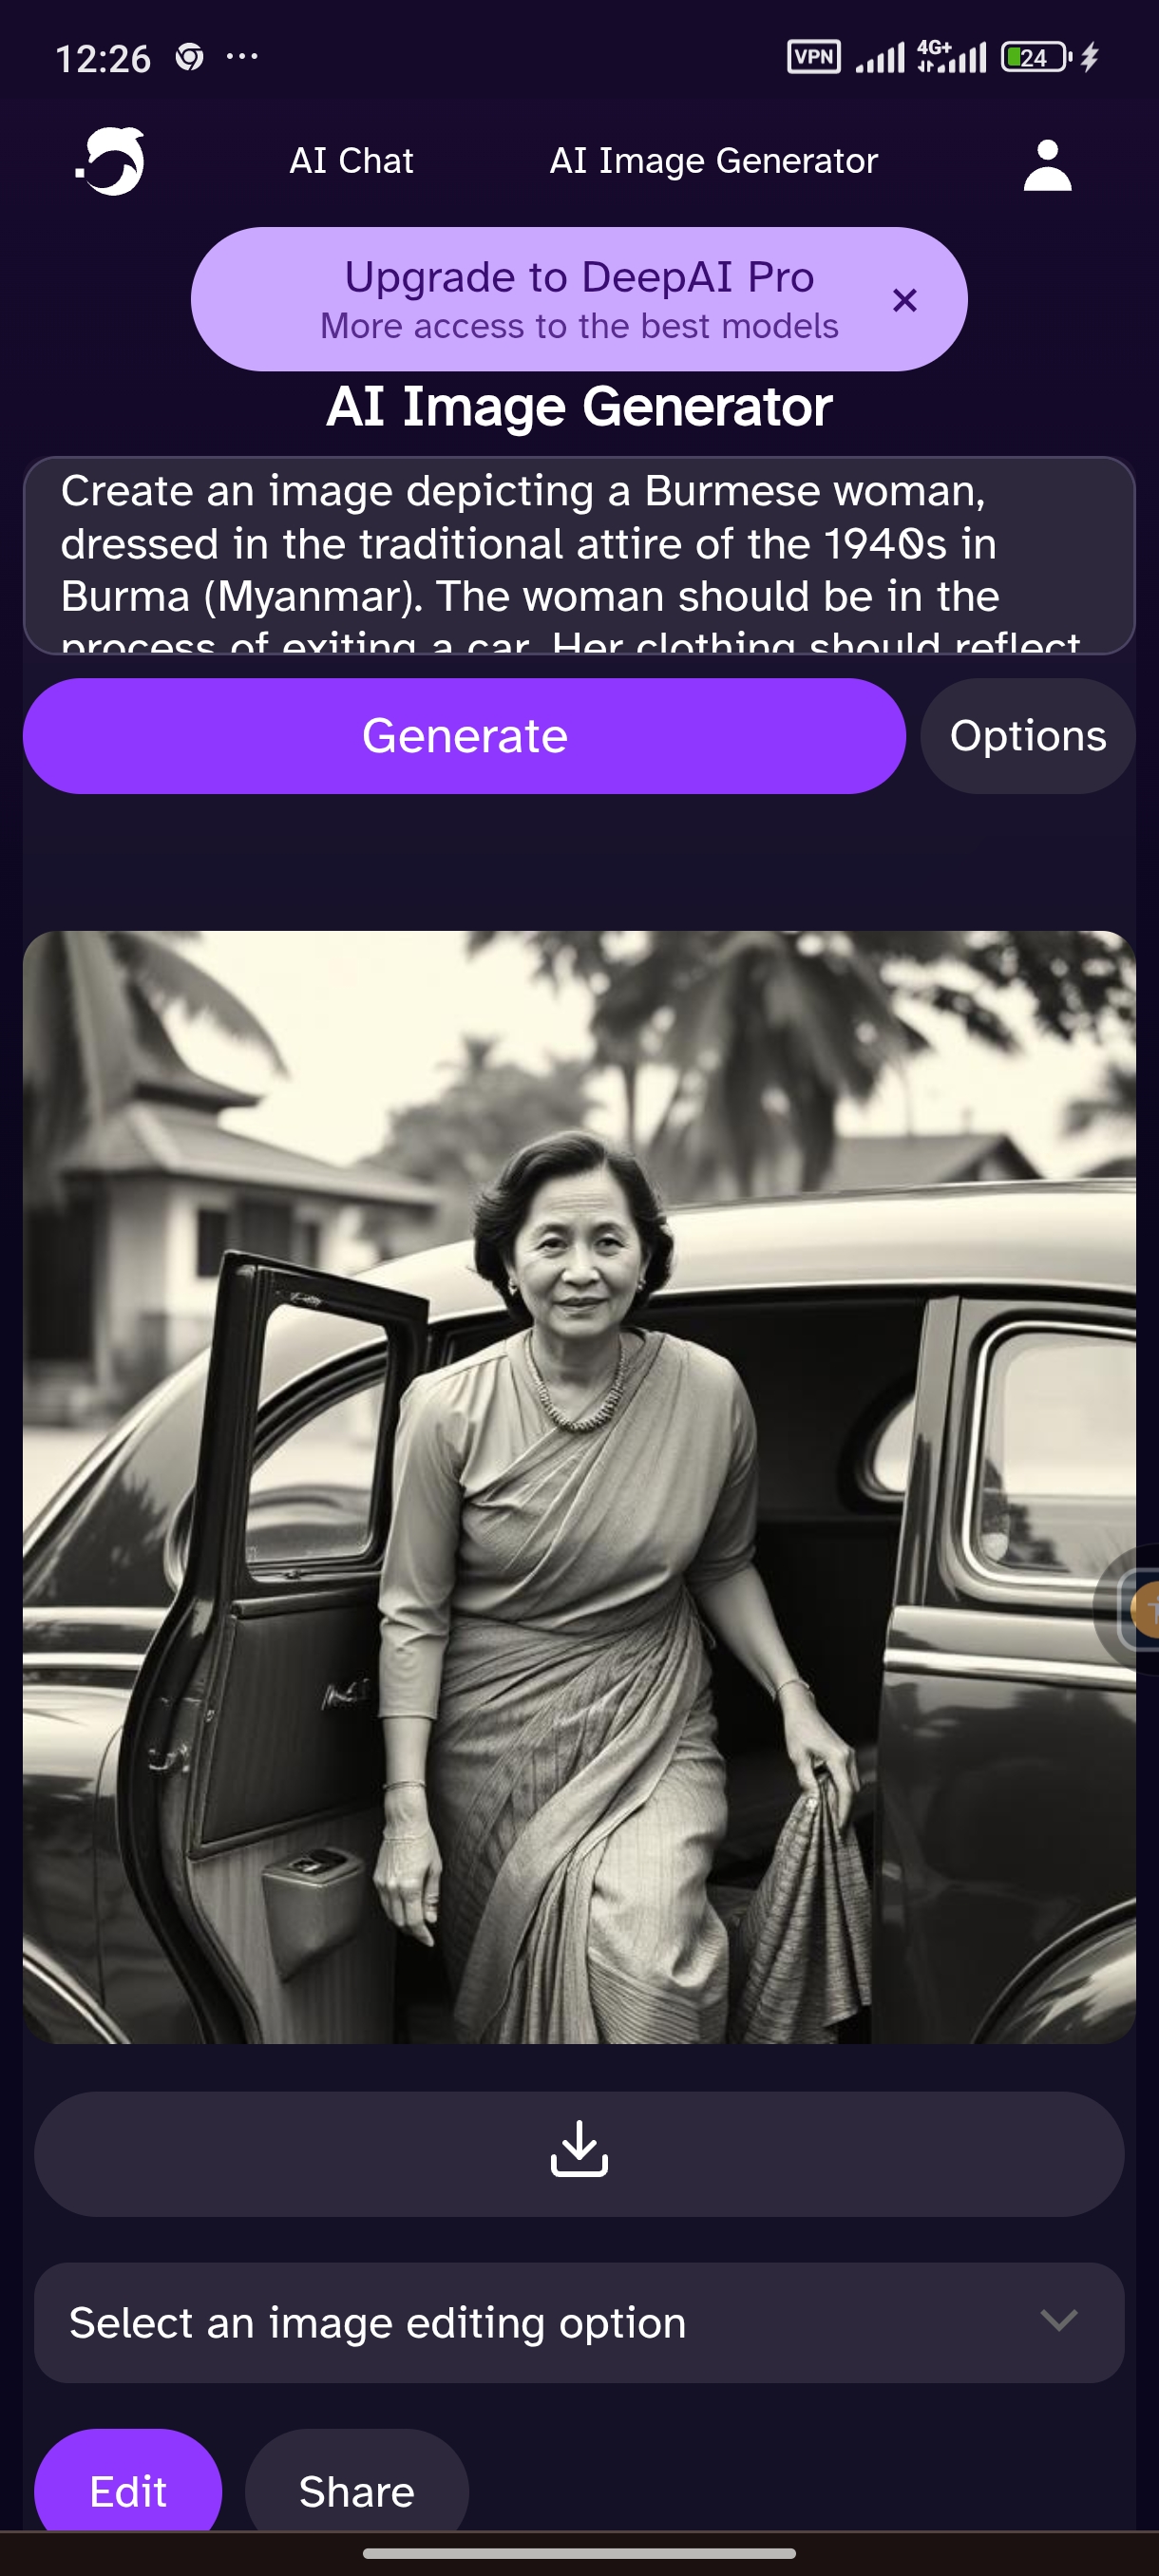 12:26
VPN 4G+ 24
AI Chat AI Image Generator
Upgrade to DeepAI Pro
More access to the best models
AI Image Generator
Create an image depicting a Burmese woman,
dressed in the traditional attire of the 1940s in
Burma (Myanmar). The woman should be in the
process of exiting a car. Her clothing should reflect
Generate Options
Select an image editing option
Edit Share